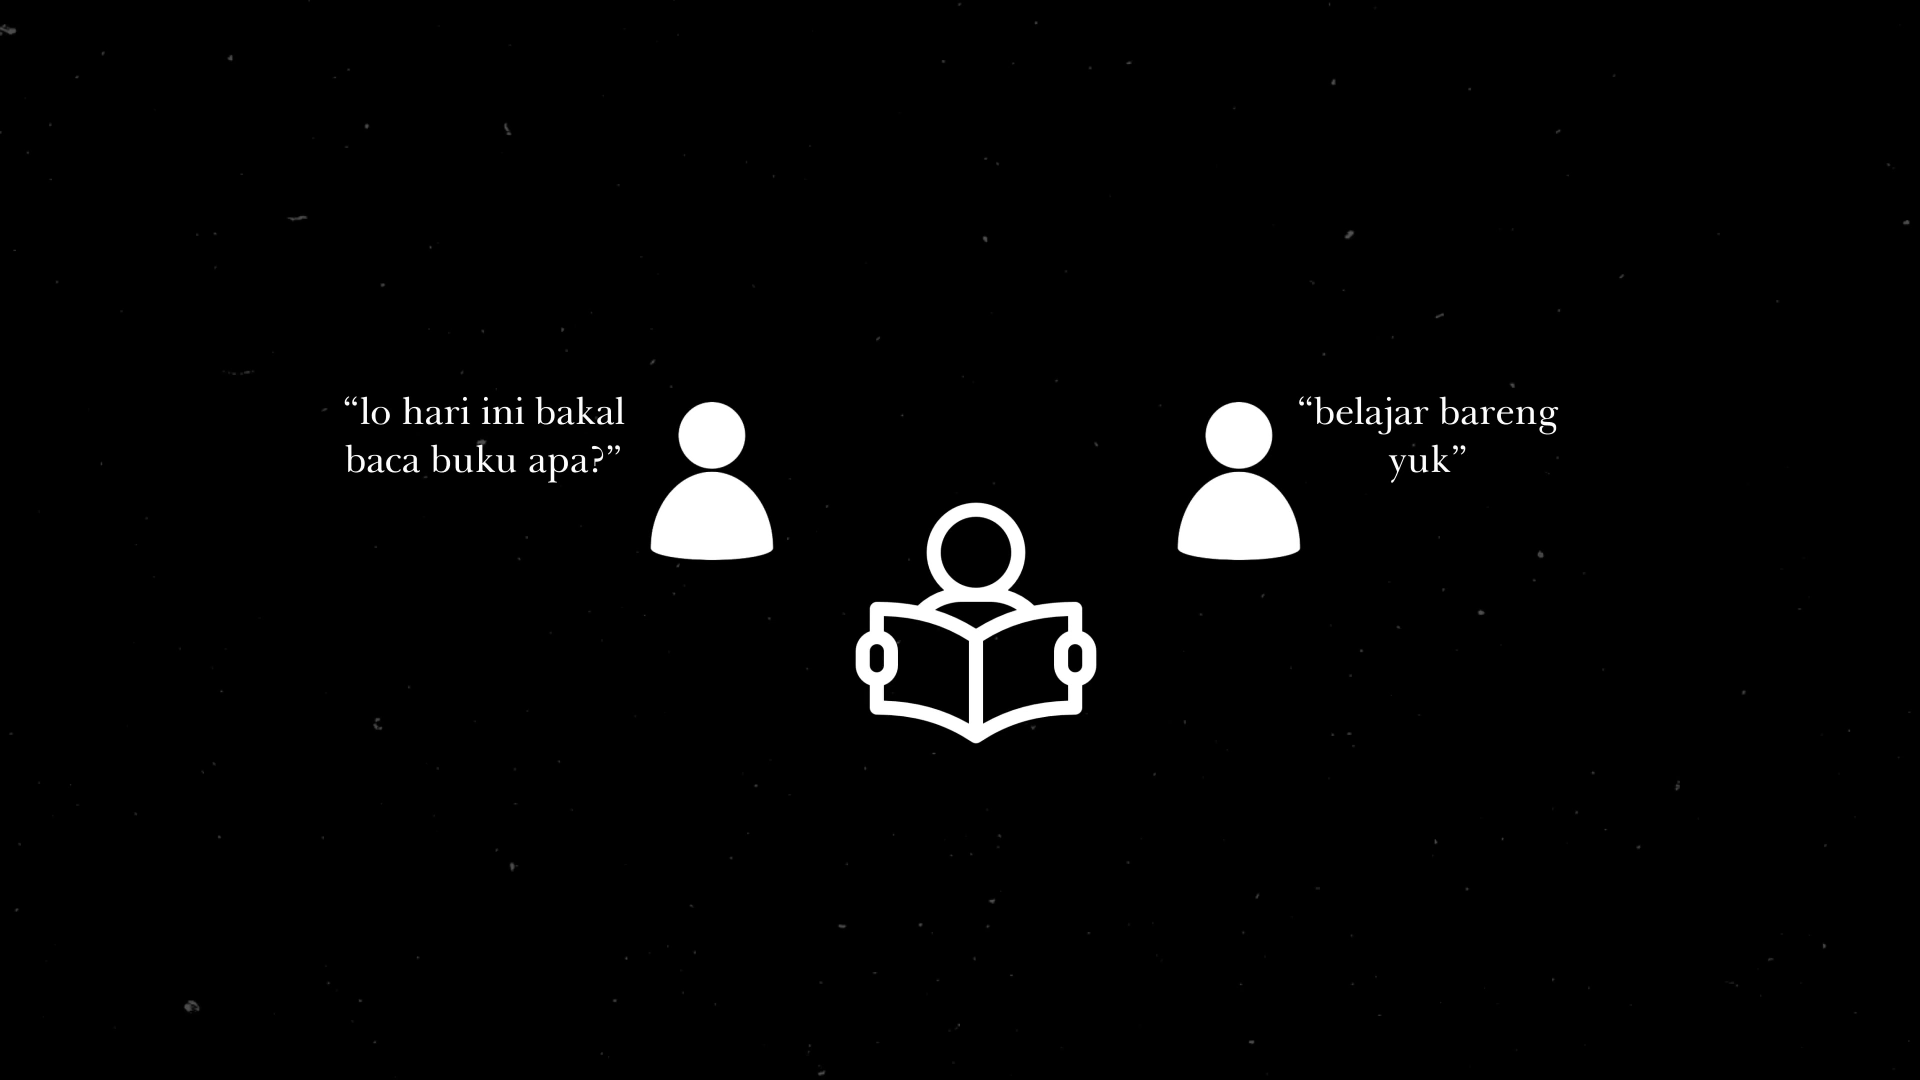 “lo hari ini bakal
baca buku apa?”
“belajar bareng
yuk”